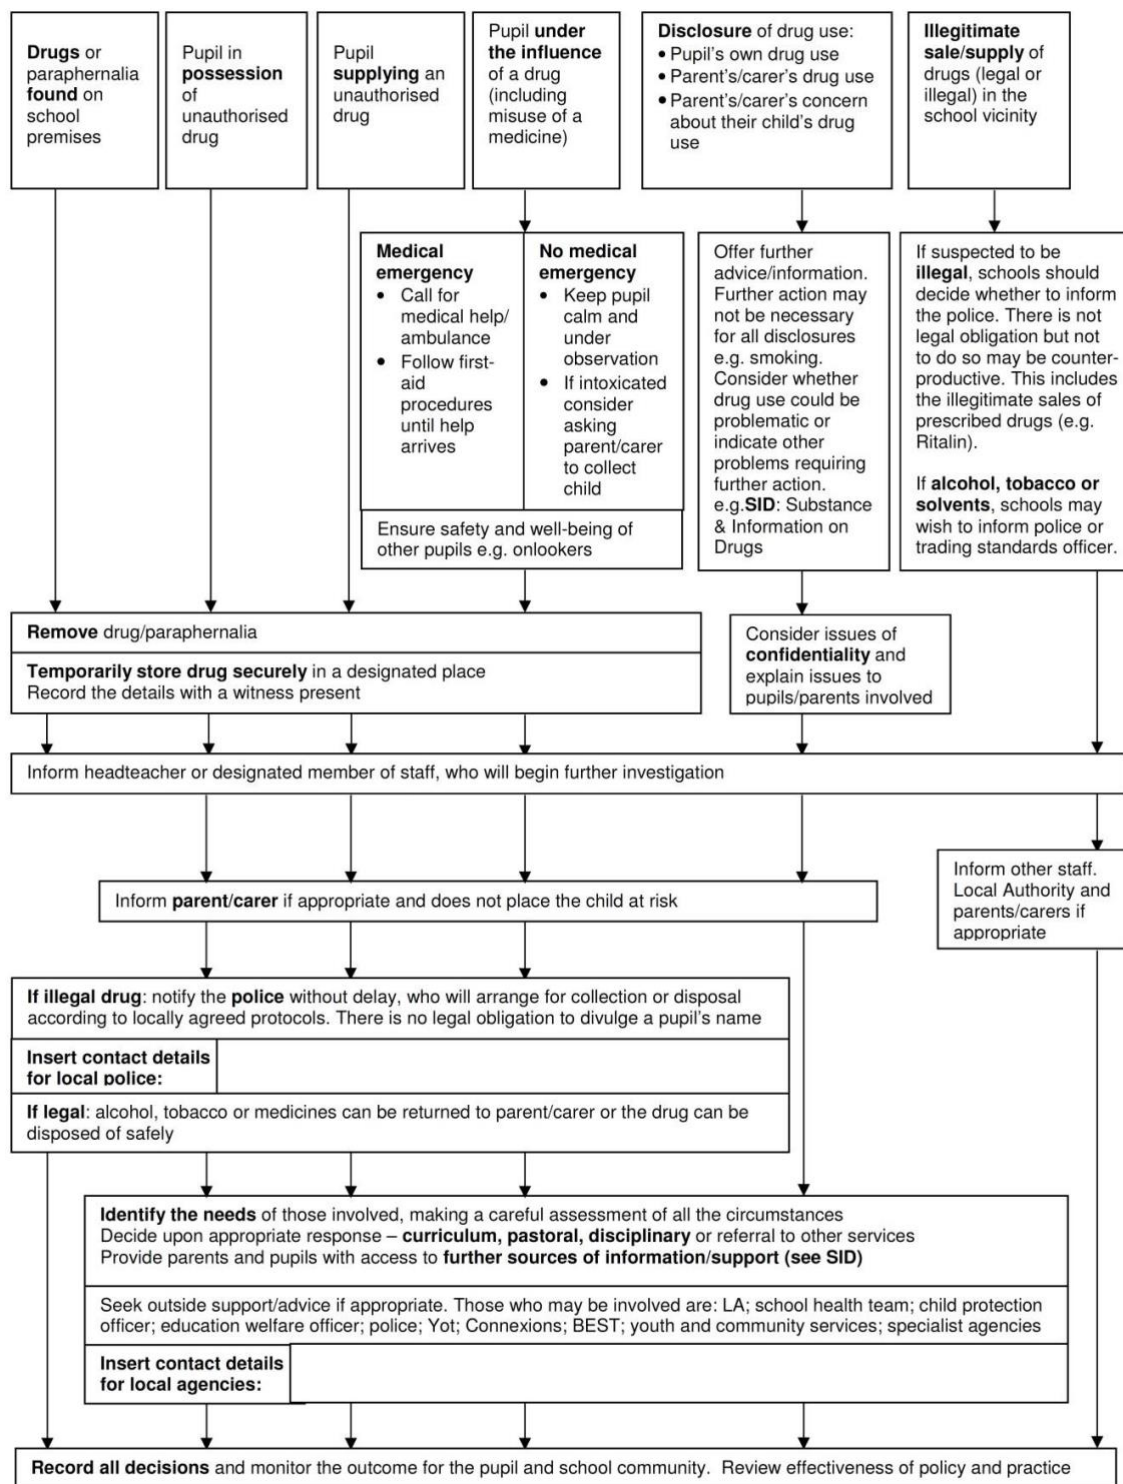 Drugs or
paraphernalia
found on
school
premises
Pupil in
possession
of
unauthorised
drug
Pupil
supplying an
unauthorised
drug
Pupil under
the influence
of a drug
(including
misuse of a
medicine)
Disclosure of drug use:
• Pupil's own drug use
• Parent's/carer's drug use
• Parent's/carer's concern
about their child's drug
use
Illegitimate
sale/supply of
drugs (legal or
illegal) in the
school vicinity
Medical
emergency
• Call for
medical help/
ambulance
• Follow first-
aid
procedures
until help
arrives
No medical
emergency
• Keep pupil
calm and
under
observation
• If intoxicated
consider
asking
parent/carer
to collect
child
Ensure safety and well-being of
other pupils e.g. onlookers
Offer further
advice/information.
Further action may
not be necessary
for all disclosures
e.g. smoking.
Consider whether
drug use could be
problematic or
indicate other
problems requiring
further action.
e.g.SID: Substance
& Information on
Drugs
If suspected to be
illegal, schools should
decide whether to inform
the police. There is not
legal obligation but not
to do so may be counter-
productive. This includes
the illegitimate sales of
prescribed drugs (e.g.
Ritalin).
If alcohol, tobacco or
solvents, schools may
wish to inform police or
trading standards officer.
Remove drug/paraphernalia
Temporarily store drug securely in a designated place
Record the details with a witness present
Consider issues of
confidentiality and
explain issues to
pupils/parents involved
Inform headteacher or designated member of staff, who will begin further investigation
Inform other staff.
Local Authority and
parents/carers if
appropriate
Inform parent/carer if appropriate and does not place the child at risk
If illegal drug: notify the police without delay, who will arrange for collection or disposal
according to locally agreed protocols. There is no legal obligation to divulge a pupil's name
Insert contact details
for local police:
If legal: alcohol, tobacco or medicines can be returned to parent/carer or the drug can be
disposed of safely
Identify the needs of those involved, making a careful assessment of all the circumstances
Decide upon appropriate response – curriculum, pastoral, disciplinary or referral to other services
Provide parents and pupils with access to further sources of information/support (see SID)
Seek outside support/advice if appropriate. Those who may be involved are: LA; school health team; child protection
officer; education welfare officer; police; Yot; Connexions; BEST; youth and community services; specialist agencies
Insert contact details
for local agencies:
Record all decisions and monitor the outcome for the pupil and school community. Review effectiveness of policy and practice